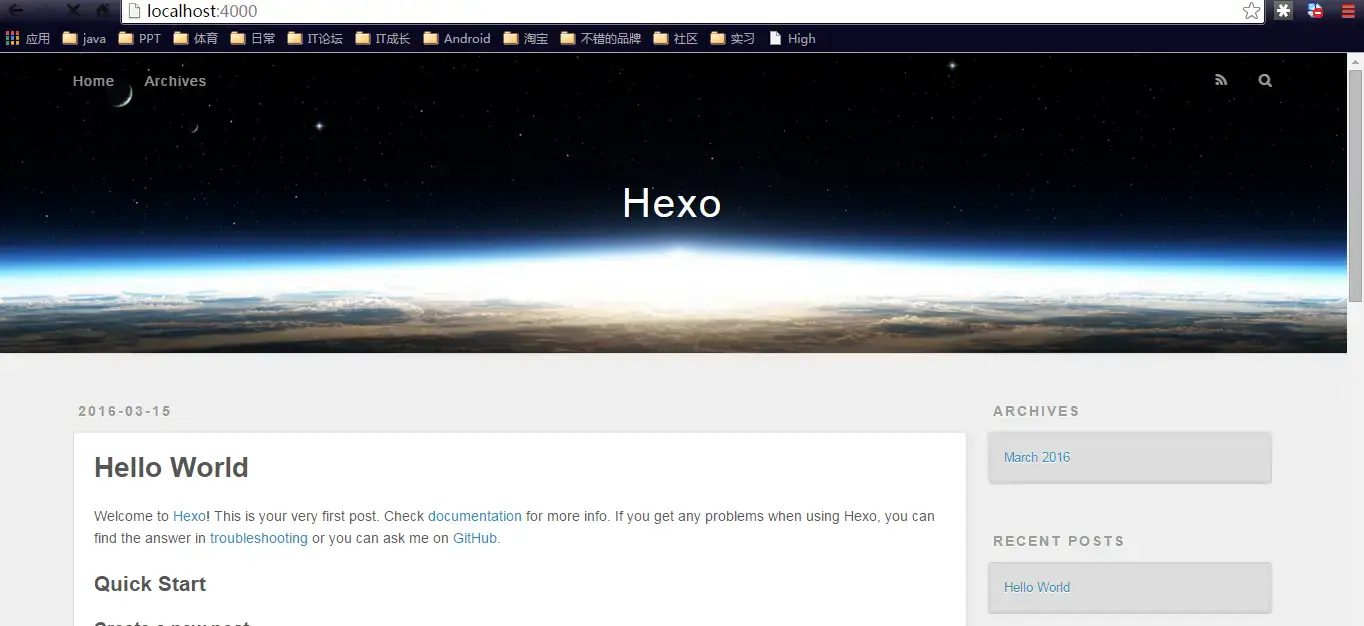 localhost:4000
应用 java PPT 体育 日常 IT论坛 IT成长 Android 淘宝 不错的品牌 社区 实习 High
Home Archives
Hexo
2016-03-15
Hello World
Welcome to Hexo! This is your very first post. Check documentation for more info. If you get any problems when using Hexo, you can
find the answer in troubleshooting or you can ask me on GitHub.
Quick Start
Create a new post
ARCHIVES
March 2016
RECENT POSTS
Hello World